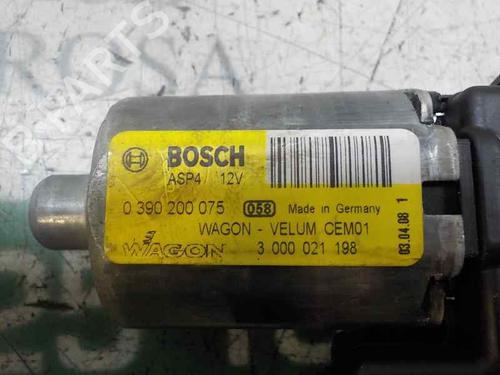 BOSCH
ASP4 12V
0 390 200 075 058 Made in Germany
WAGON - VELUM CEM01
WAGON 3 000 021 198
03.04.08 1